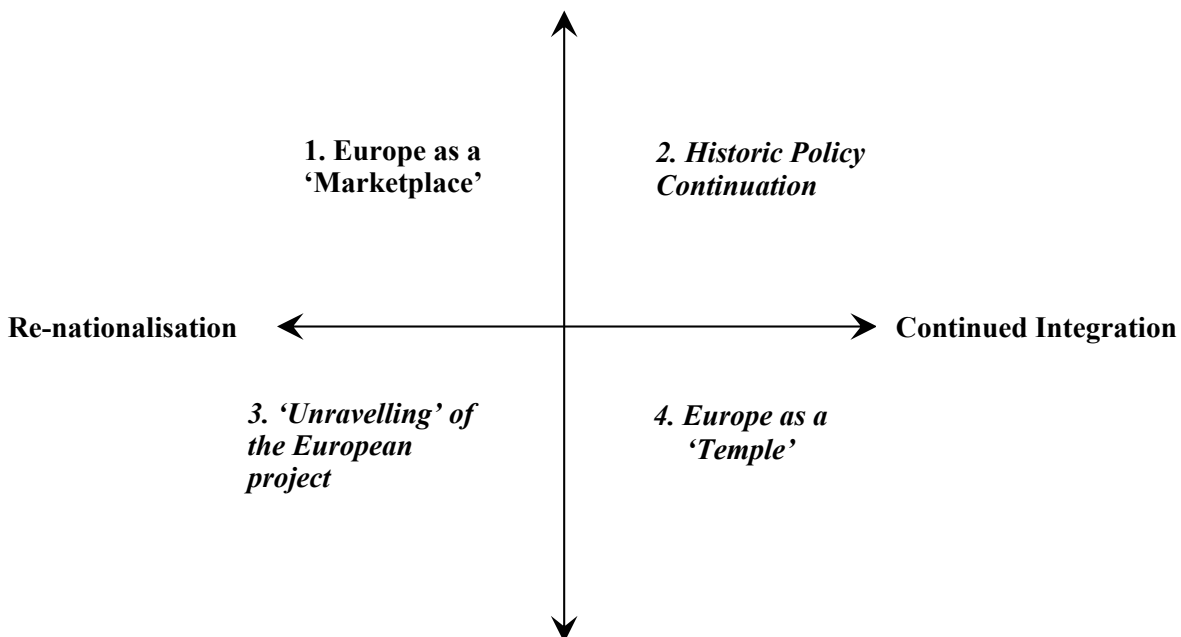 1. Europe as a
‘Marketplace’
2. Historic Policy
Continuation
Re-nationalisation
Continued Integration
3. ‘Unravelling’ of
the European
project
4. Europe as a
‘Temple’